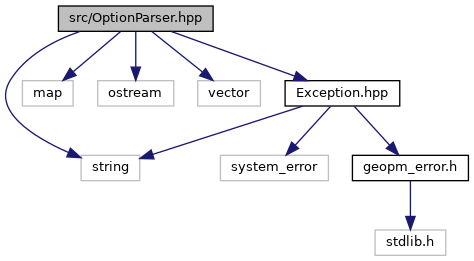 src/OptionParser.hpp
map
ostream
vector
Exception.hpp
string
system_error
geopm_error.h
stdlib.h